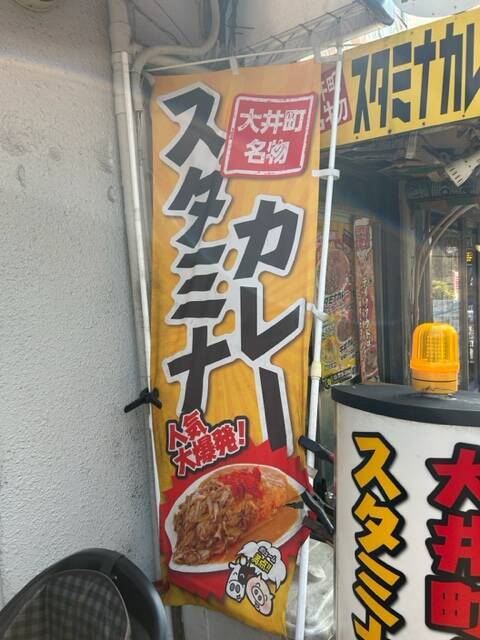 大井町
名物
スタミナ
カレー
人気
大爆発!
スタミナカレ
スタミ
大井町